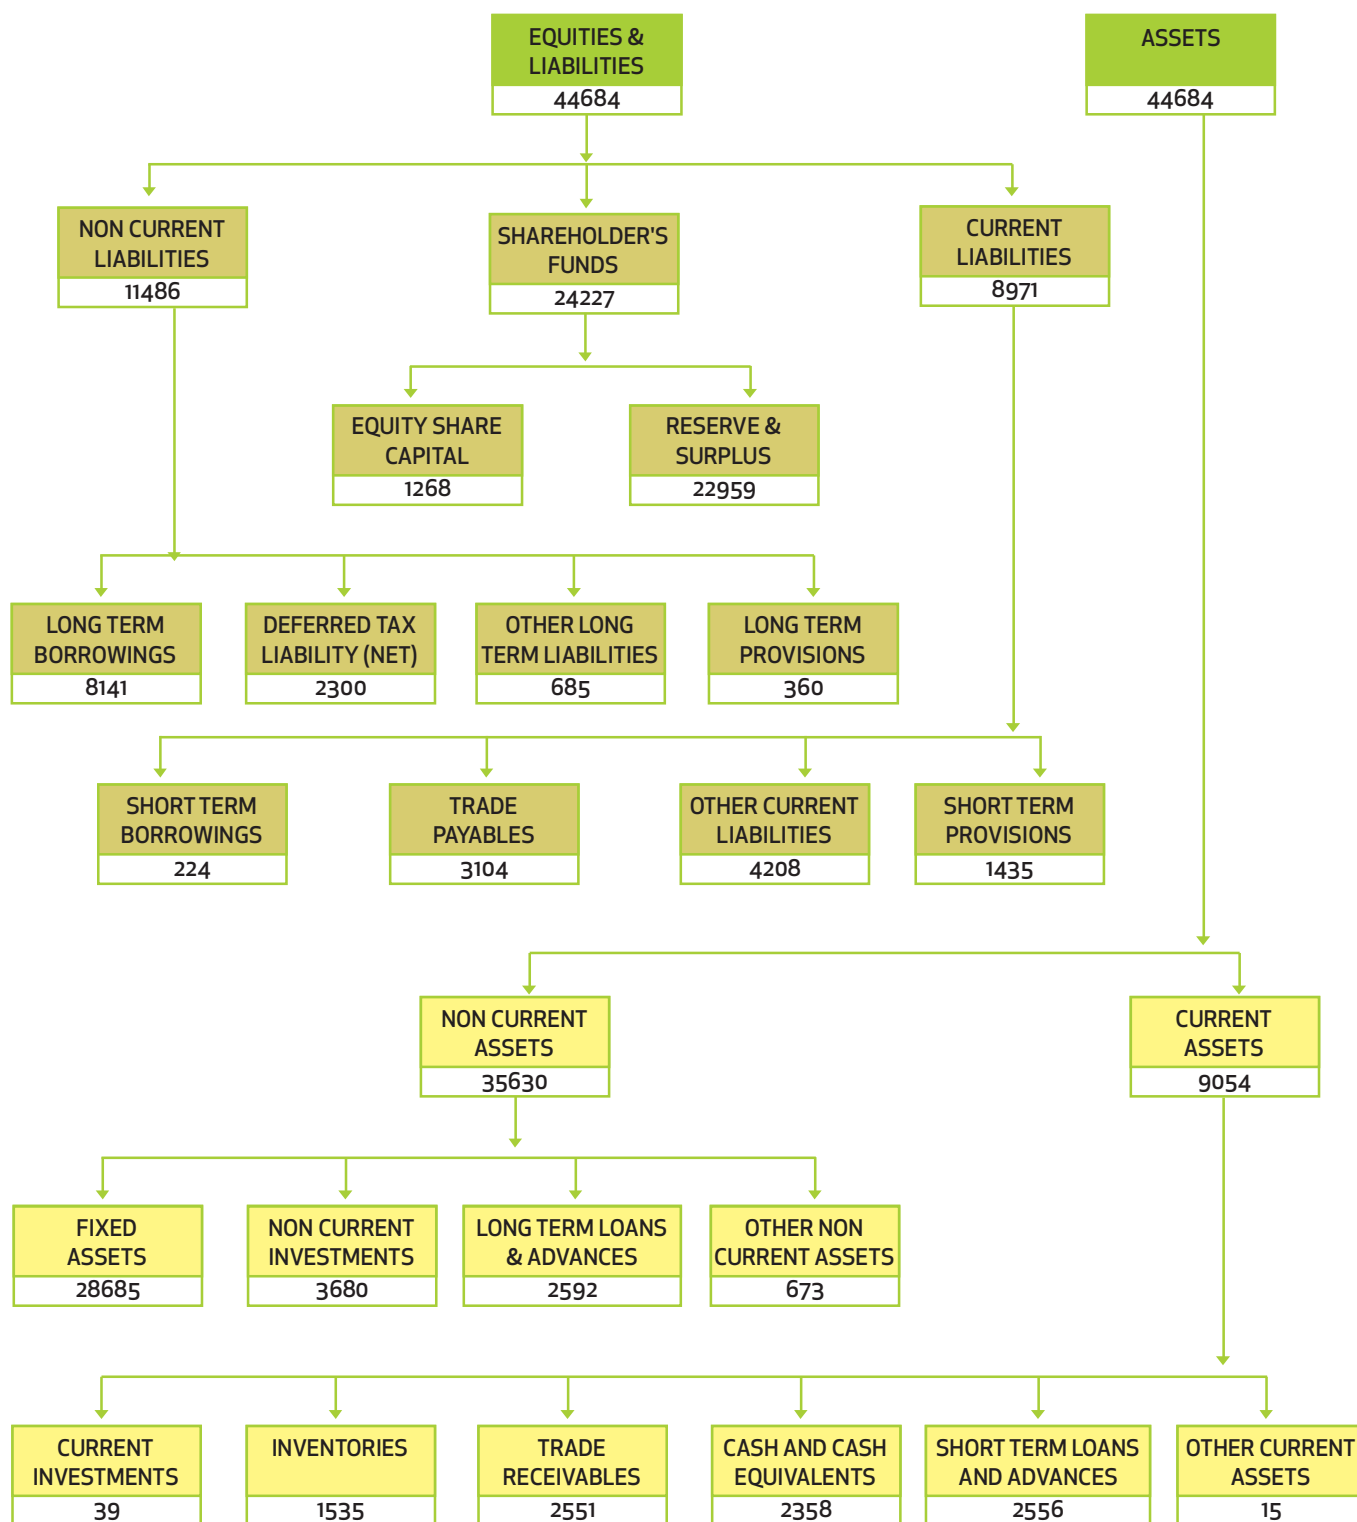 EQUITIES &
LIABILITIES
44684
ASSETS
44684
NON CURRENT
LIABILITIES
11486
SHAREHOLDER'S
FUNDS
24227
CURRENT
LIABILITIES
8971
EQUITY SHARE
CAPITAL
1268
RESERVE &
SURPLUS
22959
LONG TERM
BORROWINGS
8141
DEFERRED TAX
LIABILITY (NET)
2300
OTHER LONG
TERM LIABILITIES
685
LONG TERM
PROVISIONS
360
SHORT TERM
BORROWINGS
224
TRADE
PAYABLES
3104
OTHER CURRENT
LIABILITIES
4208
SHORT TERM
PROVISIONS
1435
NON CURRENT
ASSETS
35630
CURRENT
ASSETS
9054
FIXED
ASSETS
28685
NON CURRENT
INVESTMENTS
3680
LONG TERM LOANS
& ADVANCES
2592
OTHER NON
CURRENT ASSETS
673
CURRENT
INVESTMENTS
39
INVENTORIES
1535
TRADE
RECEIVABLES
2551
CASH AND CASH
EQUIVALENTS
2358
SHORT TERM LOANS
AND ADVANCES
2556
OTHER CURRENT
ASSETS
15